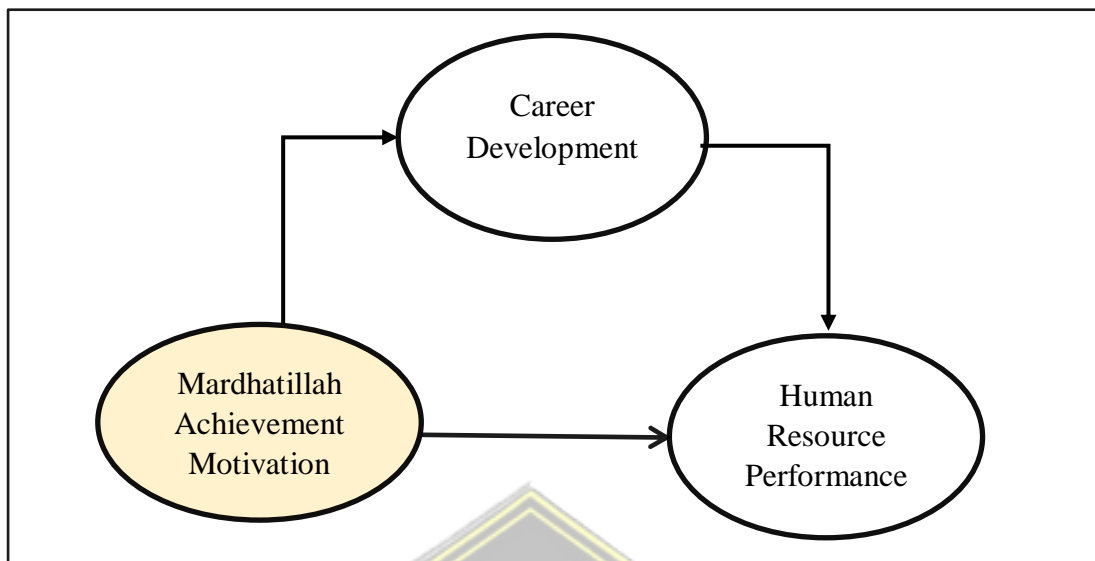 Career
Development
Mardhatillah
Achievement
Motivation
Human
Resource
Performance